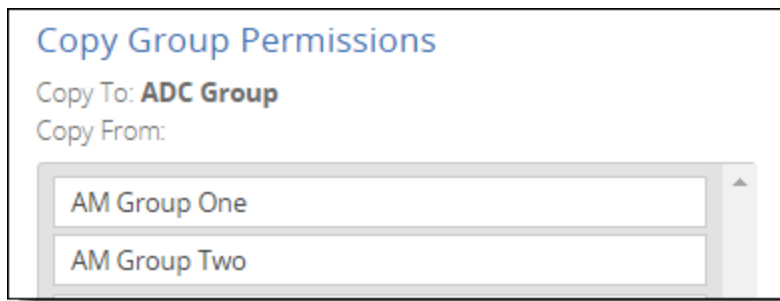 Copy Group Permissions
Copy To: ADC Group
Copy From:
AM Group One
AM Group Two